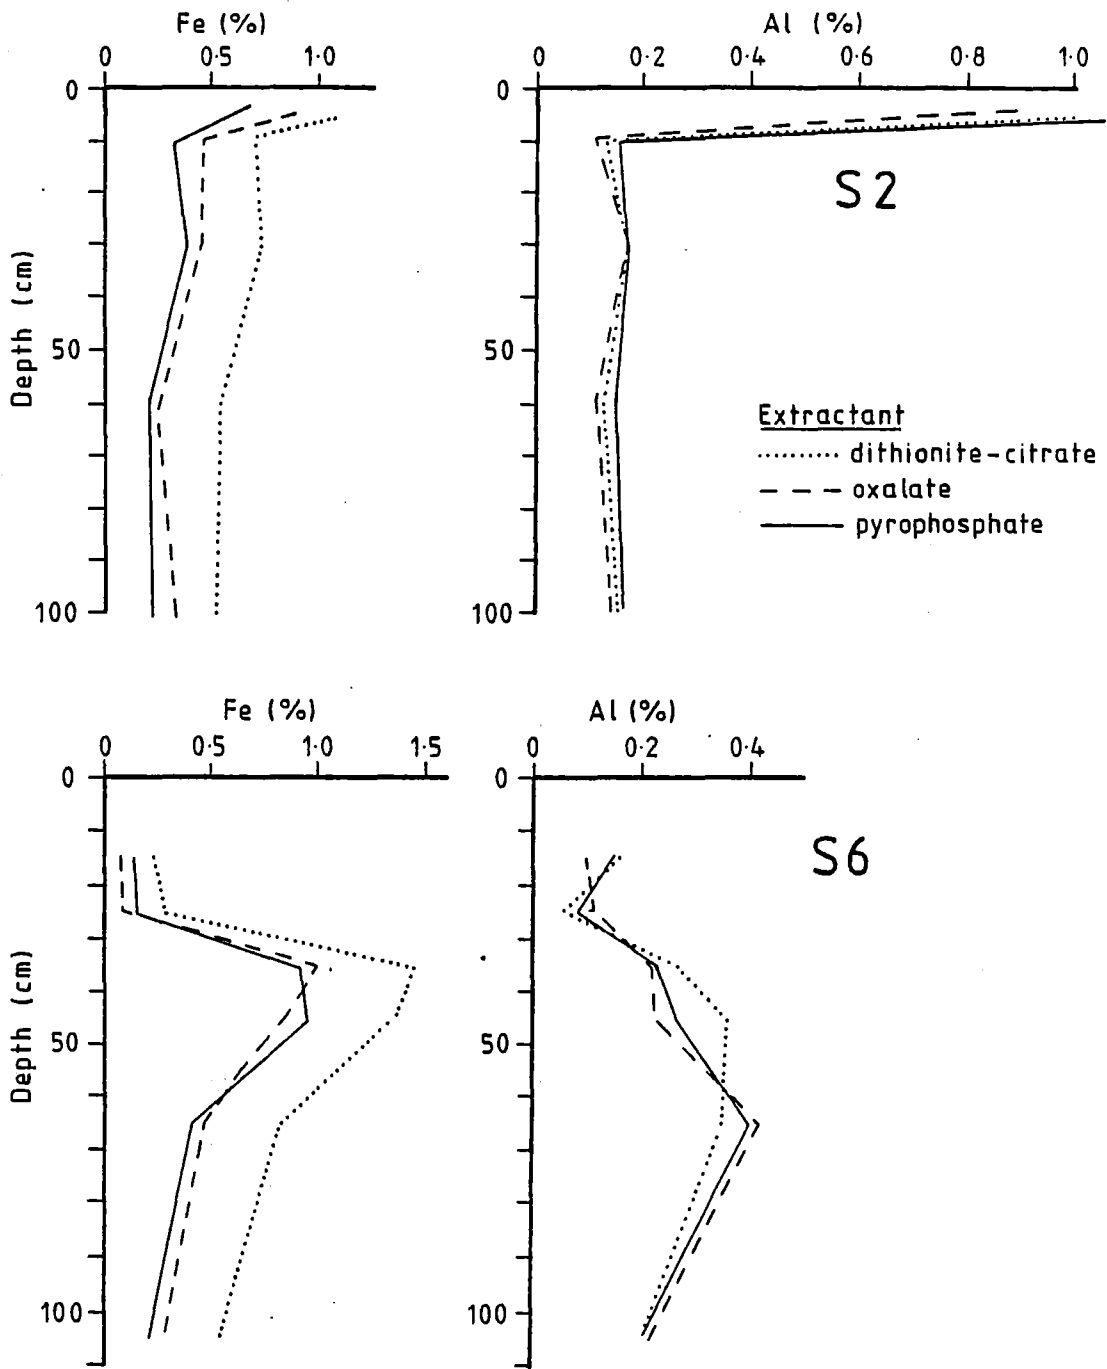 Fe (%)
0 0·5 1·0
Al (%)
0 0·2 0·4 0·6 0·8 1·0
0
50
100
Depth (cm)
0
50
100
S2
Extractant
dithionite-citrate
oxalate
pyrophosphate
Fe (%)
0 0·5 1·0 1·5
Al (%)
0 0·2 0·4
0
50
100
Depth (cm)
0
50
100
S6